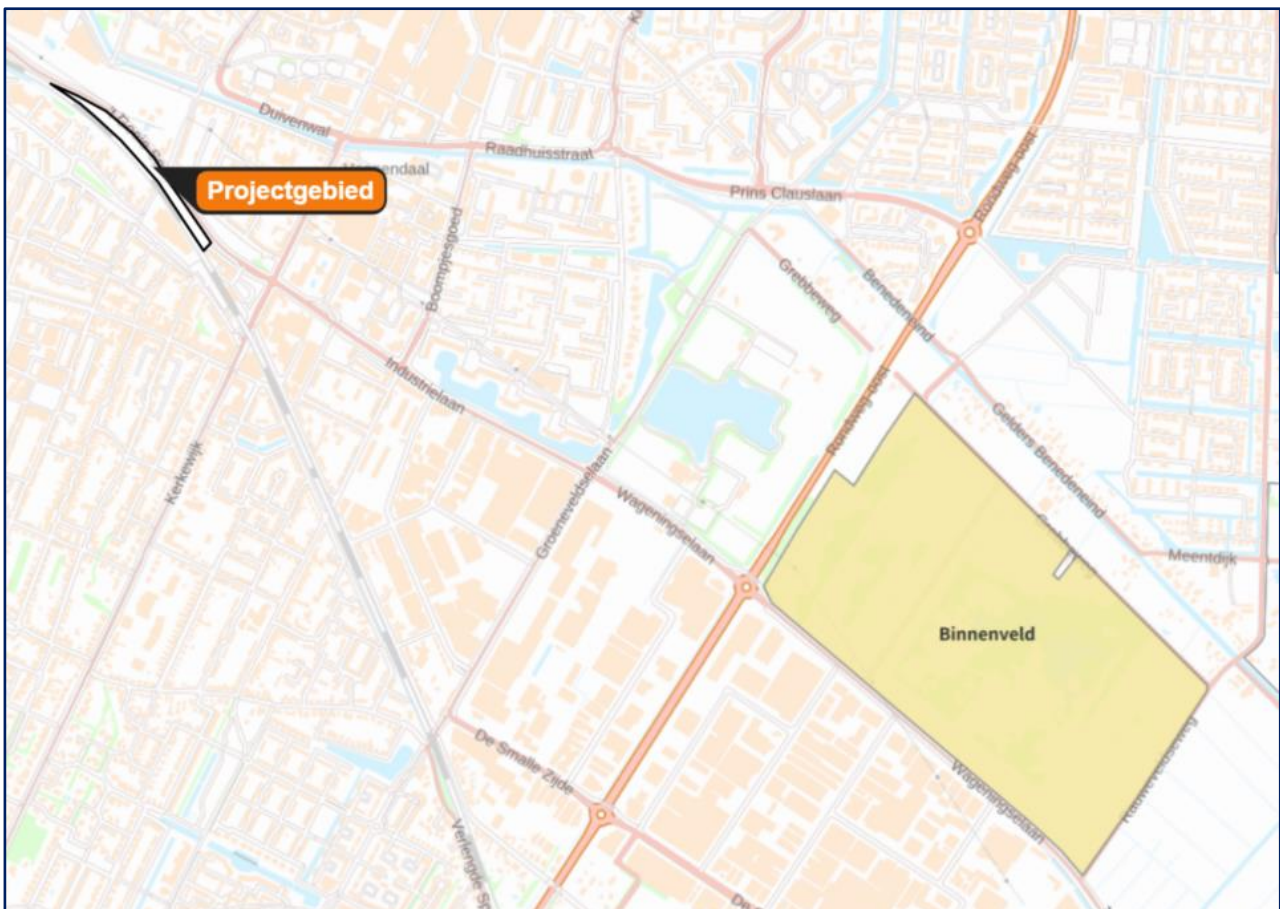 Duivenwal
Raadhuisstraat
Projectgebied
Prins Clauslaan
Rondweg-oost
Boompjesgoed
Grebbeweg
Benedeneind
Industrielaan
Kerkewijk
Rondweg-oost
Gelders Benedeneind
Groeneveldselaan
Wageningselaan
Meentdijk
Binnenveld
De Smalle Zijde
Wageningselaan
Rauweveldseweg